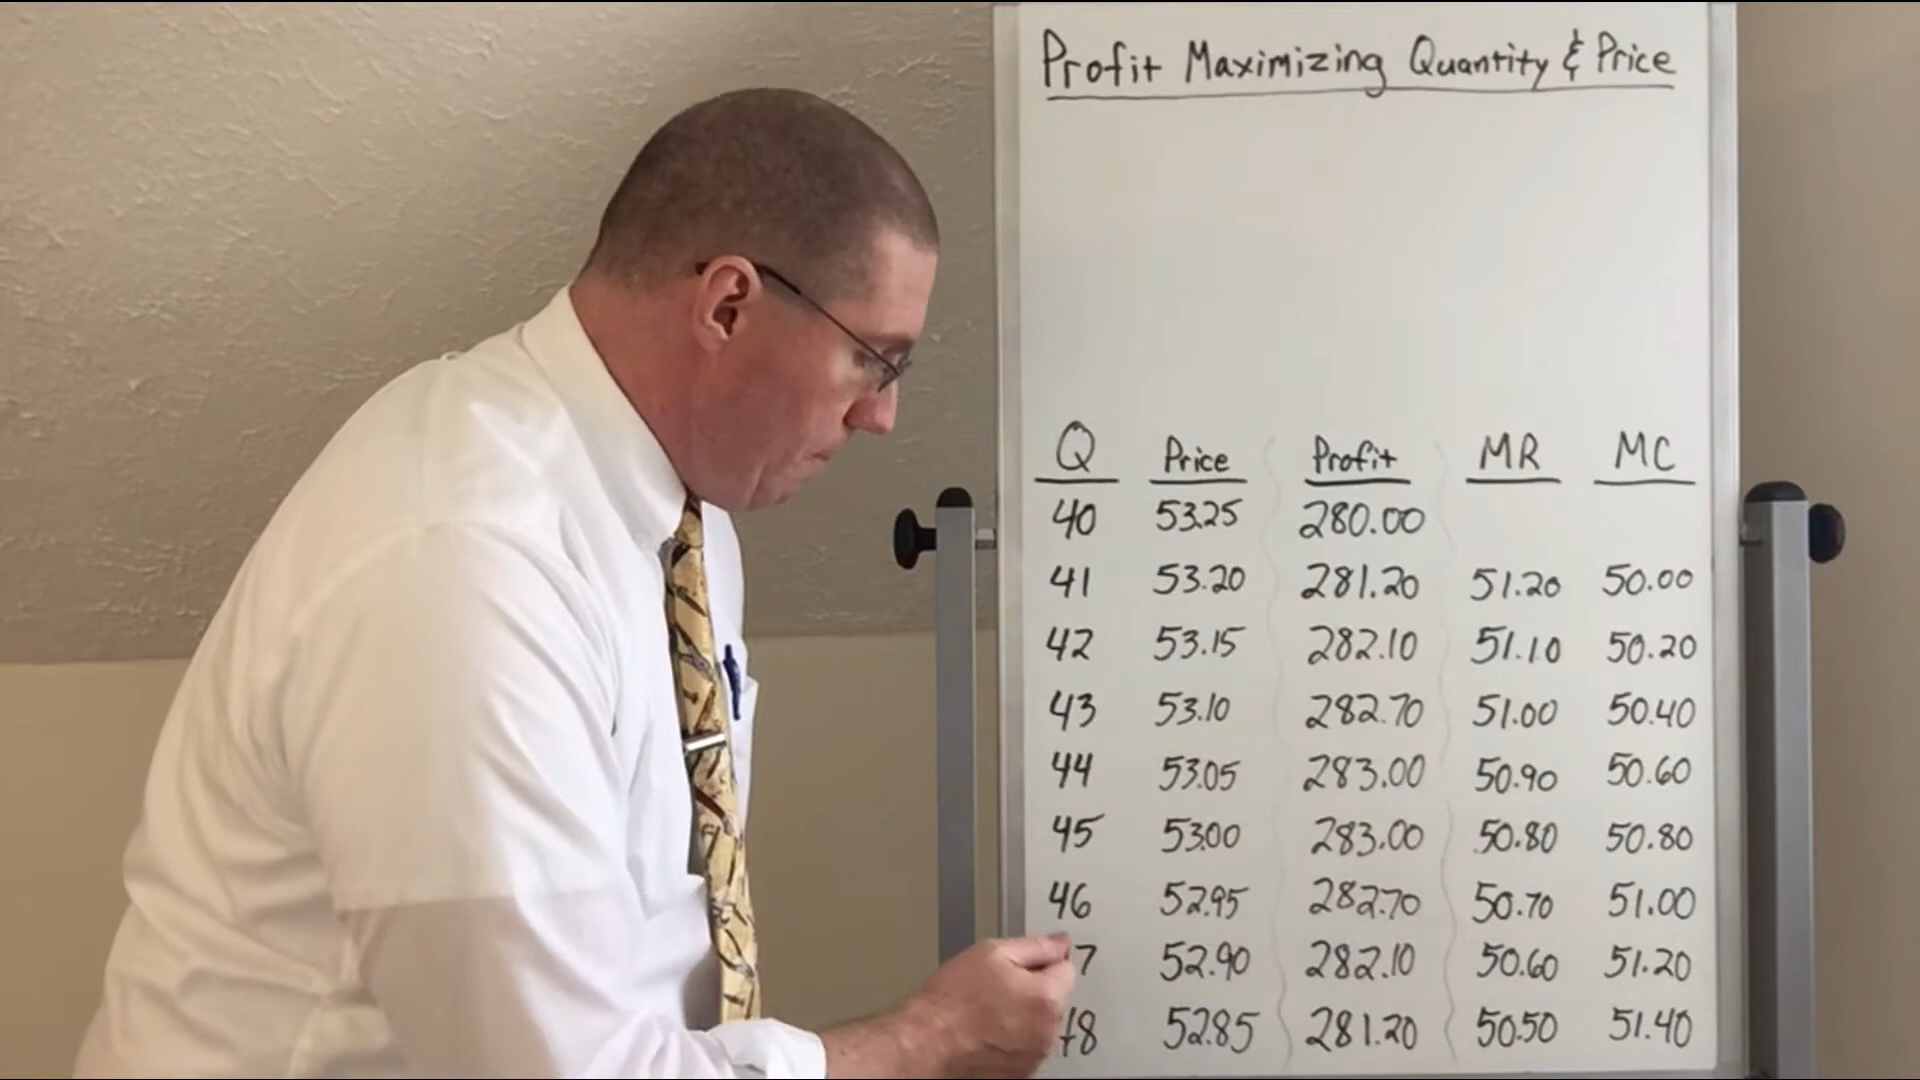 Profit Maximizing Quantity & Price
Q Price Profit MR MC
40 53.25 280.00
41 53.20 281.20 51.20 50.00
42 53.15 282.10 51.10 50.20
43 53.10 282.70 51.00 50.40
44 53.05 283.00 50.90 50.60
45 53.00 283.00 50.80 50.80
46 52.95 282.70 50.70 51.00
7 52.90 282.10 50.60 51.20
48 52.85 281.20 50.50 51.40